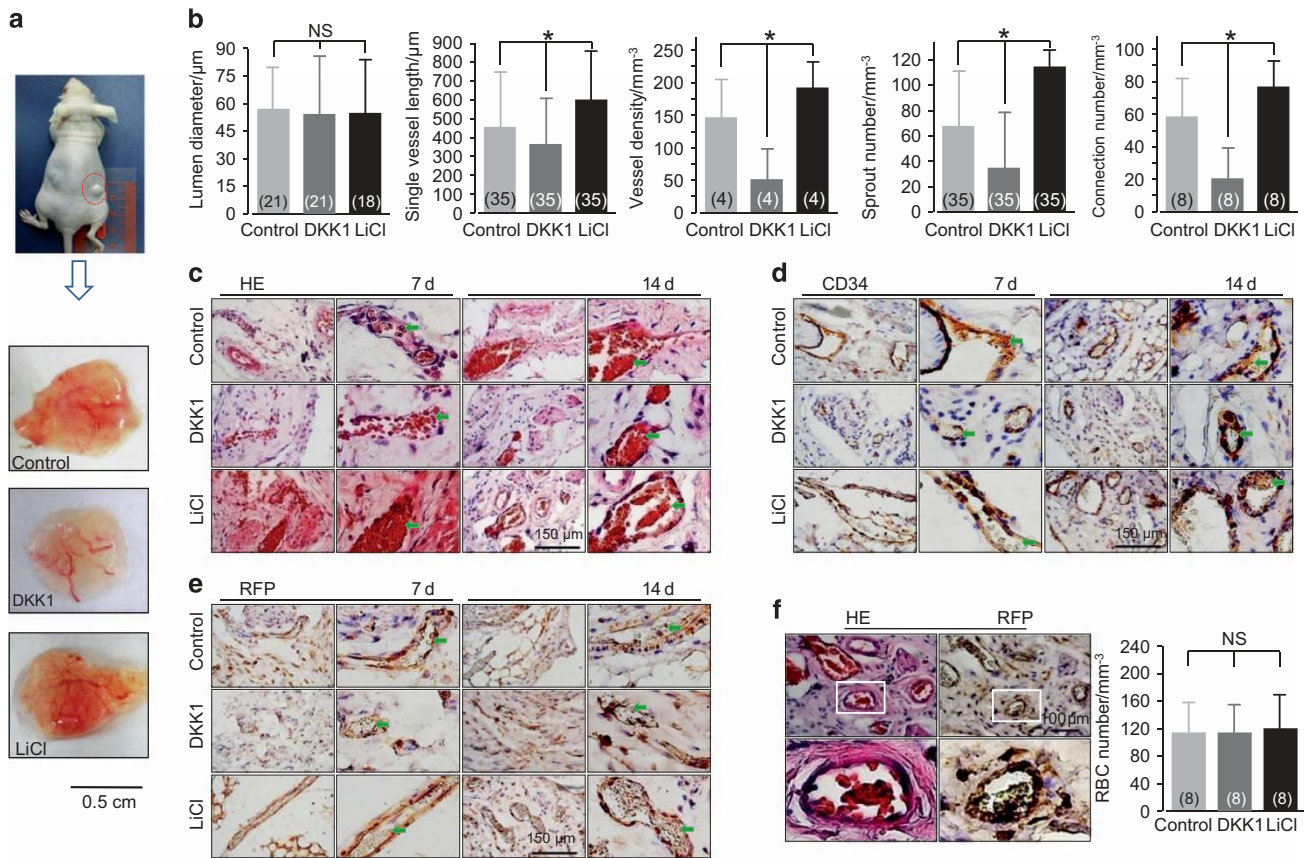 a
Control
DKK1
LiCl
0.5 cm
b
NS
Lumen diameter/μm
90
75
60
45
30
15
0
(21) (21) (18)
Control DKK1 LiCl
*
Single vessel length/μm
900
800
700
600
500
400
300
200
100
0
(35) (35) (35)
Control DKK1 LiCl
*
Vessel density/mm⁻³
250
200
150
100
50
0
(4) (4) (4)
Control DKK1 LiCl
*
Sprout number/mm⁻³
120
100
80
60
40
20
0
(35) (35) (35)
Control DKK1 LiCl
*
Connection number/mm⁻³
100
80
60
40
20
0
(8) (8) (8)
Control DKK1 LiCl
c
HE 7 d 14 d
Control
DKK1
LiCl
150 μm
d
CD34 7 d 14 d
Control
DKK1
LiCl
150 μm
e
RFP 7 d 14 d
Control
DKK1
LiCl
150 μm
f
HE RFP
100 μm
NS
RBC number/mm⁻³
240
200
160
120
80
40
0
(8) (8) (8)
Control DKK1 LiCl